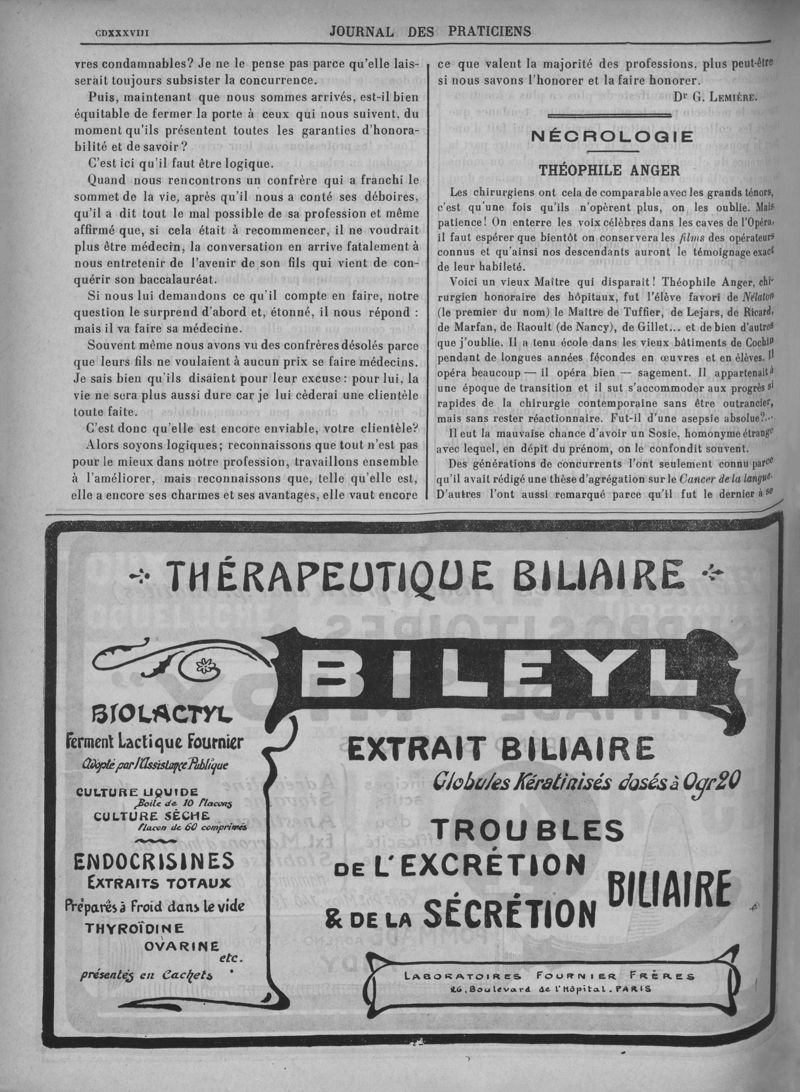 CDXXXVIII
JOURNAL DES PRATICIENS
vres condamnables? Je ne le pense pas parce qu'elle lais-
serait toujours subsister la concurrence.
Puis, maintenant que nous sommes arrivés, est-il bien
équitable de fermer la porte à ceux qui nous suivent, du
moment qu'ils présentent toutes les garanties d'honora-
bilité et de savoir?
C'est ici qu'il faut être logique.
Quand nous rencontrons un confrère qui a franchi le
sommet de la vie, après qu'il nous a conté ses déboires,
qu'il a dit tout le mal possible de sa profession et même
affirmé que, si cela était à recommencer, il ne voudrait
plus être médecin, la conversation en arrive fatalement à
nous entretenir de l'avenir de son fils qui vient de con-
quérir son baccalauréat.
Si nous lui demandons ce qu'il compte en faire, notre
question le surprend d'abord et, étonné, il nous répond :
mais il va faire sa médecine.
Souvent même nous avons vu des confrères désolés parce
que leurs fils ne voulaient à aucun prix se faire médecins.
Je sais bien qu'ils disaient pour leur excuse : pour lui, la
vie ne sera plus aussi dure car je lui cèderai une clientèle
toute faite.
C'est donc qu'elle est encore enviable, votre clientèle?
Alors soyons logiques; reconnaissons que tout n'est pas
pour le mieux dans notre profession, travaillons ensemble
à l'améliorer, mais reconnaissons que, telle qu'elle est,
elle a encore ses charmes et ses avantages, elle vaut encore
ce que valent la majorité des professions, plus peut-être
si nous savons l'honorer et la faire honorer.
Dr G. LEMIÈRE.
NÉCROLOGIE
THÉOPHILE ANGER
Les chirurgiens ont cela de comparable avec les grands ténors,
c'est qu'une fois qu'ils n'opèrent plus, on les oublie. Mais
patience! On enterre les voix célèbres dans les caves de l'Opéra,
il faut espérer que bientôt on conservera les films des opérateurs
connus et qu'ainsi nos descendants auront le témoignage exact
de leur habileté.
Voici un vieux Maître qui disparait! Théophile Anger, chi-
rurgien honoraire des hôpitaux, fut l'élève favori de Nélaton
(le premier du nom) le Maître de Tuffier, de Lejars, de Ricard,
de Marfan, de Raoult (de Nancy), de Gillet... et de bien d'autres
que j'oublie. Il a tenu école dans les vieux bâtiments de Cochin
pendant de longues années fécondes en œuvres et en élèves. Il
opéra beaucoup — il opéra bien — sagement. Il appartenait à
une époque de transition et il sut s'accommoder aux progrès si
rapides de la chirurgie contemporaine sans être outrancier,
mais sans rester réactionnaire. Fut-il d'une asepsie absolue?...
Il eut la mauvaise chance d'avoir un Sosie, homonyme étrange
avec lequel, en dépit du prénom, on le confondit souvent.
Des générations de concurrents l'ont seulement connu parce
qu'il avait rédigé une thèse d'agrégation sur le Cancer de la langue.
D'autres l'ont aussi remarqué parce qu'il fut le dernier à se
THÉRAPEUTIQUE BILIAIRE
BILEYL
BIOLACTYL
Ferment Lactique Fournier
Adopté par l'Assistance Publique
CULTURE LIQUIDE
Boite de 10 flacons
CULTURE SÈCHE
flacon de 60 comprimés
ENDOCRISINES
EXTRAITS TOTAUX
Préparés à Froid dans le vide
THYROÏDINE
OVARINE
etc.
présentés en Cachets
EXTRAIT BILIAIRE
Globules Kératinisés dosés à 0gr20
TROUBLES
DE L'EXCRÉTION
& DE LA SÉCRÉTION
BILIAIRE
LABORATOIRES FOURNIER FRÈRES
26, Boulevard de l'Hôpital. PARIS